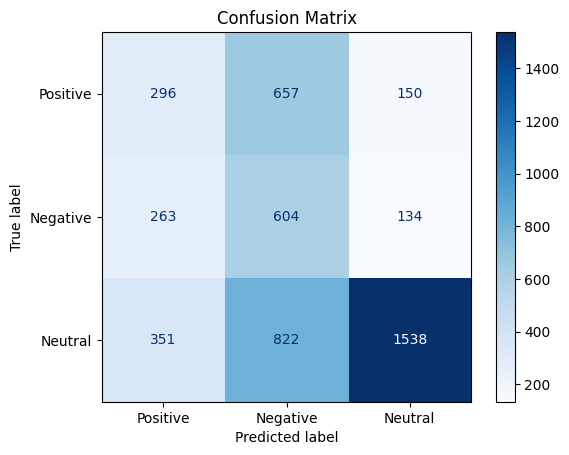 Confusion Matrix
Positive 296 657 150
Negative 263 604 134
Neutral 351 822 1538
Positive Negative Neutral
Predicted label
True label
1400
1200
1000
800
600
400
200